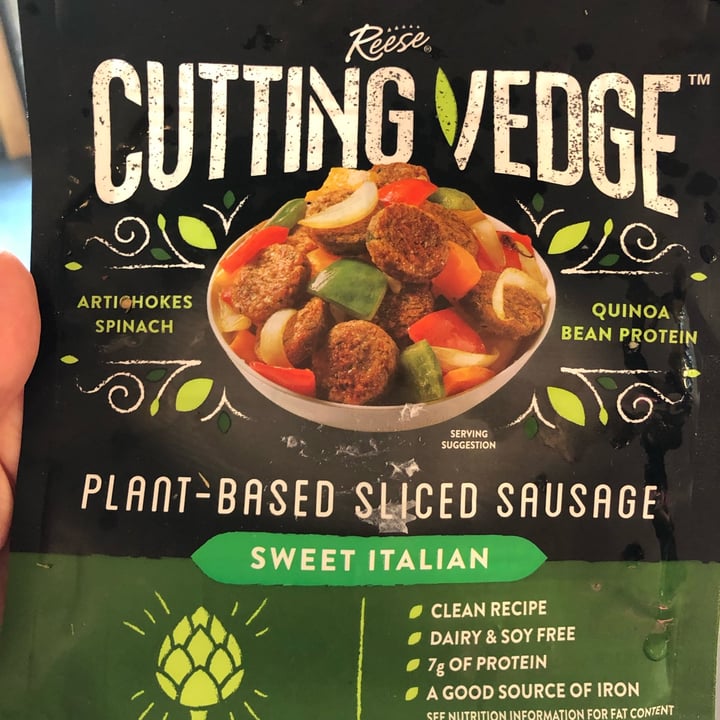 Reese®
CUTTING VEDGE™
ARTICHOKES
SPINACH
QUINOA
BEAN PROTEIN
SERVING
SUGGESTION
PLANT-BASED SLICED SAUSAGE
SWEET ITALIAN
CLEAN RECIPE
DAIRY & SOY FREE
7g OF PROTEIN
A GOOD SOURCE OF IRON
SEE NUTRITION INFORMATION FOR FAT CONTENT